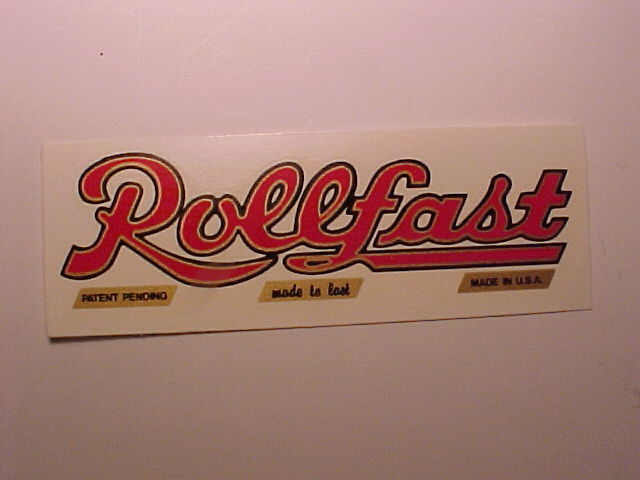 Rollfast
PATENT PENDING
made to last
MADE IN U.S.A.